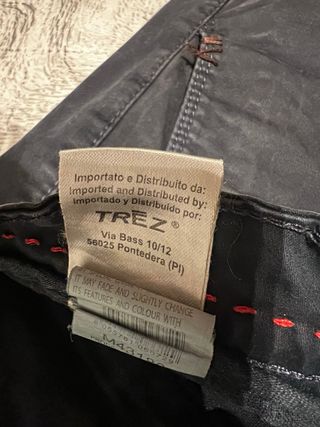 Importato e Distribuito da:
Imported and Distributed by:
Importado y Distribuido por:
TREZ®
Via Bass 10/12
56025 Pontedera (PI)
MAY FADE AND SLIGHTLY CHANGE
ITS FEATURES AND COLOUR WITH